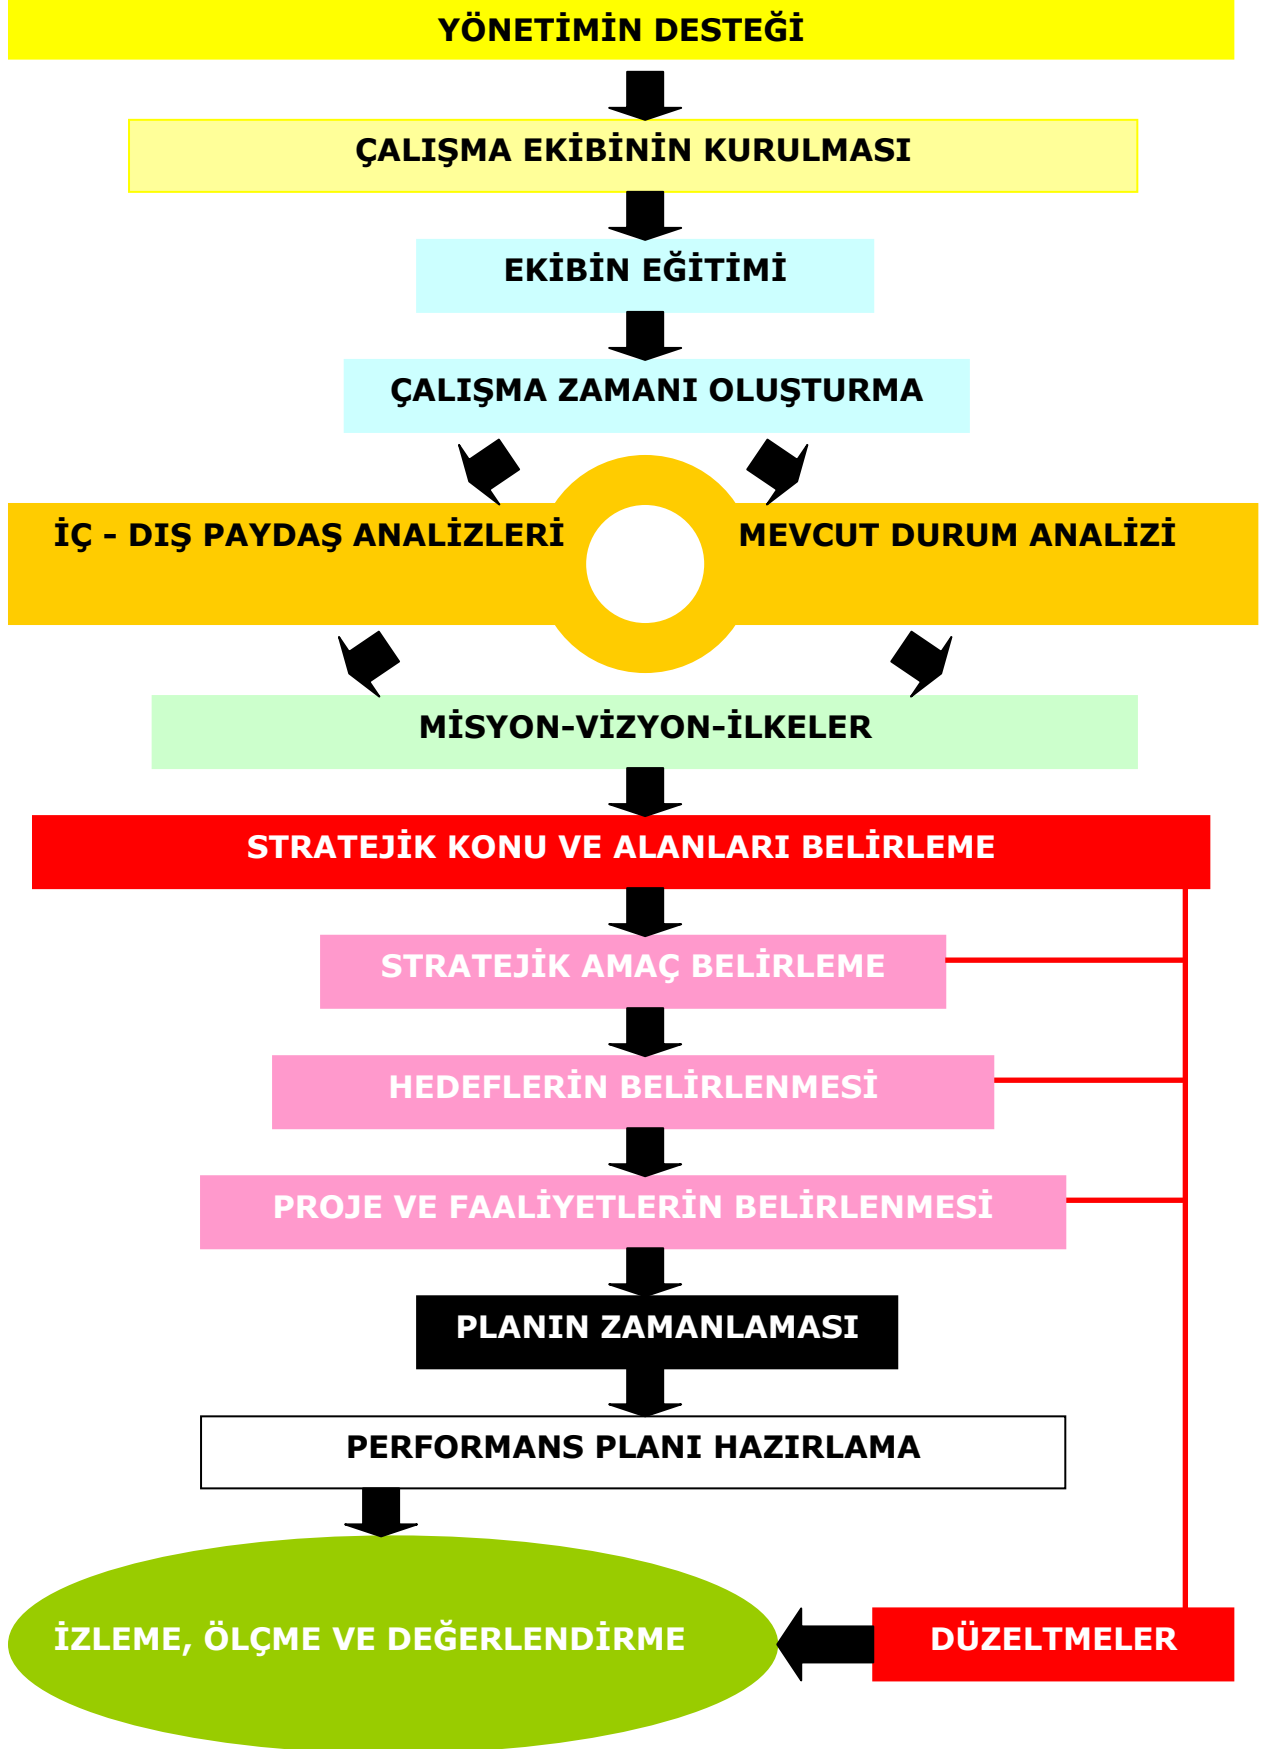 YÖNETİMİN DESTEĞİ
ÇALIŞMA EKİBİNİN KURULMASI
EKİBİN EĞİTİMİ
ÇALIŞMA ZAMANI OLUŞTURMA
İÇ – DIŞ PAYDAŞ ANALİZLERİ
MEVCUT DURUM ANALİZİ
MİSYON–VİZYON–İLKELER
STRATEJİK KONU VE ALANLARI BELİRLEME
STRATEJİK AMAÇ BELİRLEME
HEDEFLERİN BELİRLENMESİ
PROJE VE FAALİYETLERİN BELİRLENMESİ
PLANIN ZAMANLAMASI
PERFORMANS PLANI HAZIRLAMA
İZLEME, ÖLÇME VE DEĞERLENDİRME
DÜZELTMELER